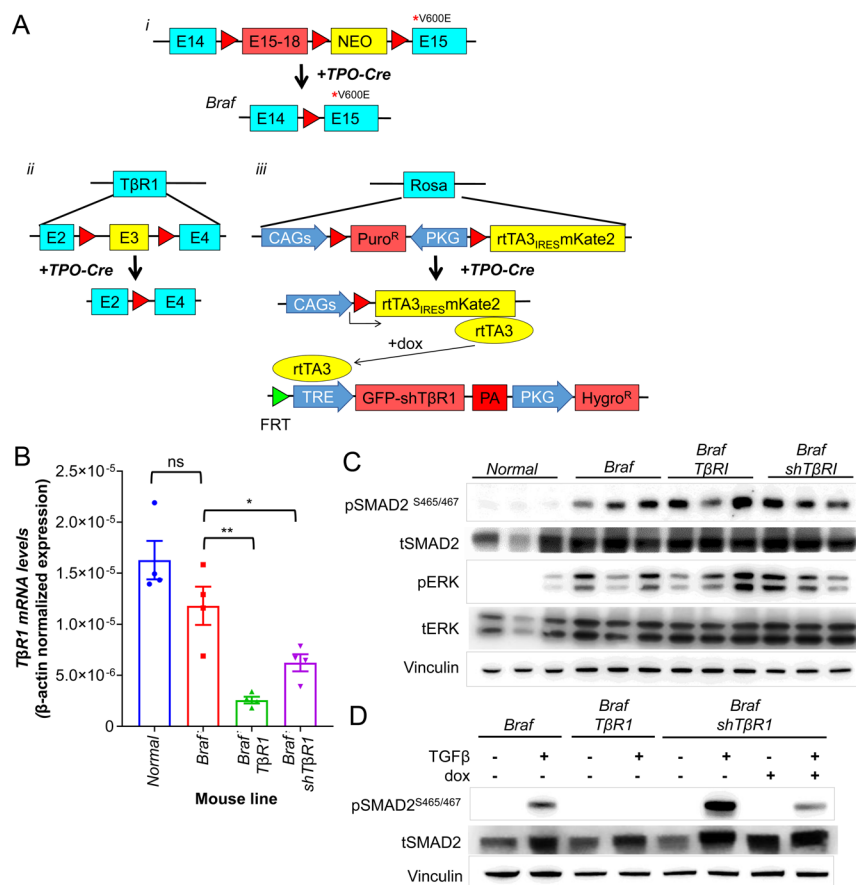 A
i
E14 E15-18 NEO E15
*V600E
+TPO-Cre
Braf
*V600E
E14 E15
ii
TβR1
E2 E3 E4
+TPO-Cre
E2 E4
iii
Rosa
CAGs Puroᴿ PKG rtTA3IRESmKate2
+TPO-Cre
CAGs rtTA3IRESmKate2
rtTA3
+dox
rtTA3
TRE GFP-shTβR1 PA PKG Hygroᴿ
FRT
B
TβR1 mRNA levels
(β-actin normalized expression)
2.5×10-5
2.0×10-5
1.5×10-5
1.0×10-5
5.0×10-6
0
ns
*
**
Normal
Braf
Braf
TβR1
Braf
shTβR1
Mouse line
C
Normal
Braf
Braf
TβRI
Braf
shTβRI
pSMAD2 S465/467
tSMAD2
pERK
tERK
Vinculin
D
Braf
Braf
TβR1
Braf
shTβR1
TGFβ - + - + - + - +
dox - - - - - - + +
pSMAD2S465/467
tSMAD2
Vinculin